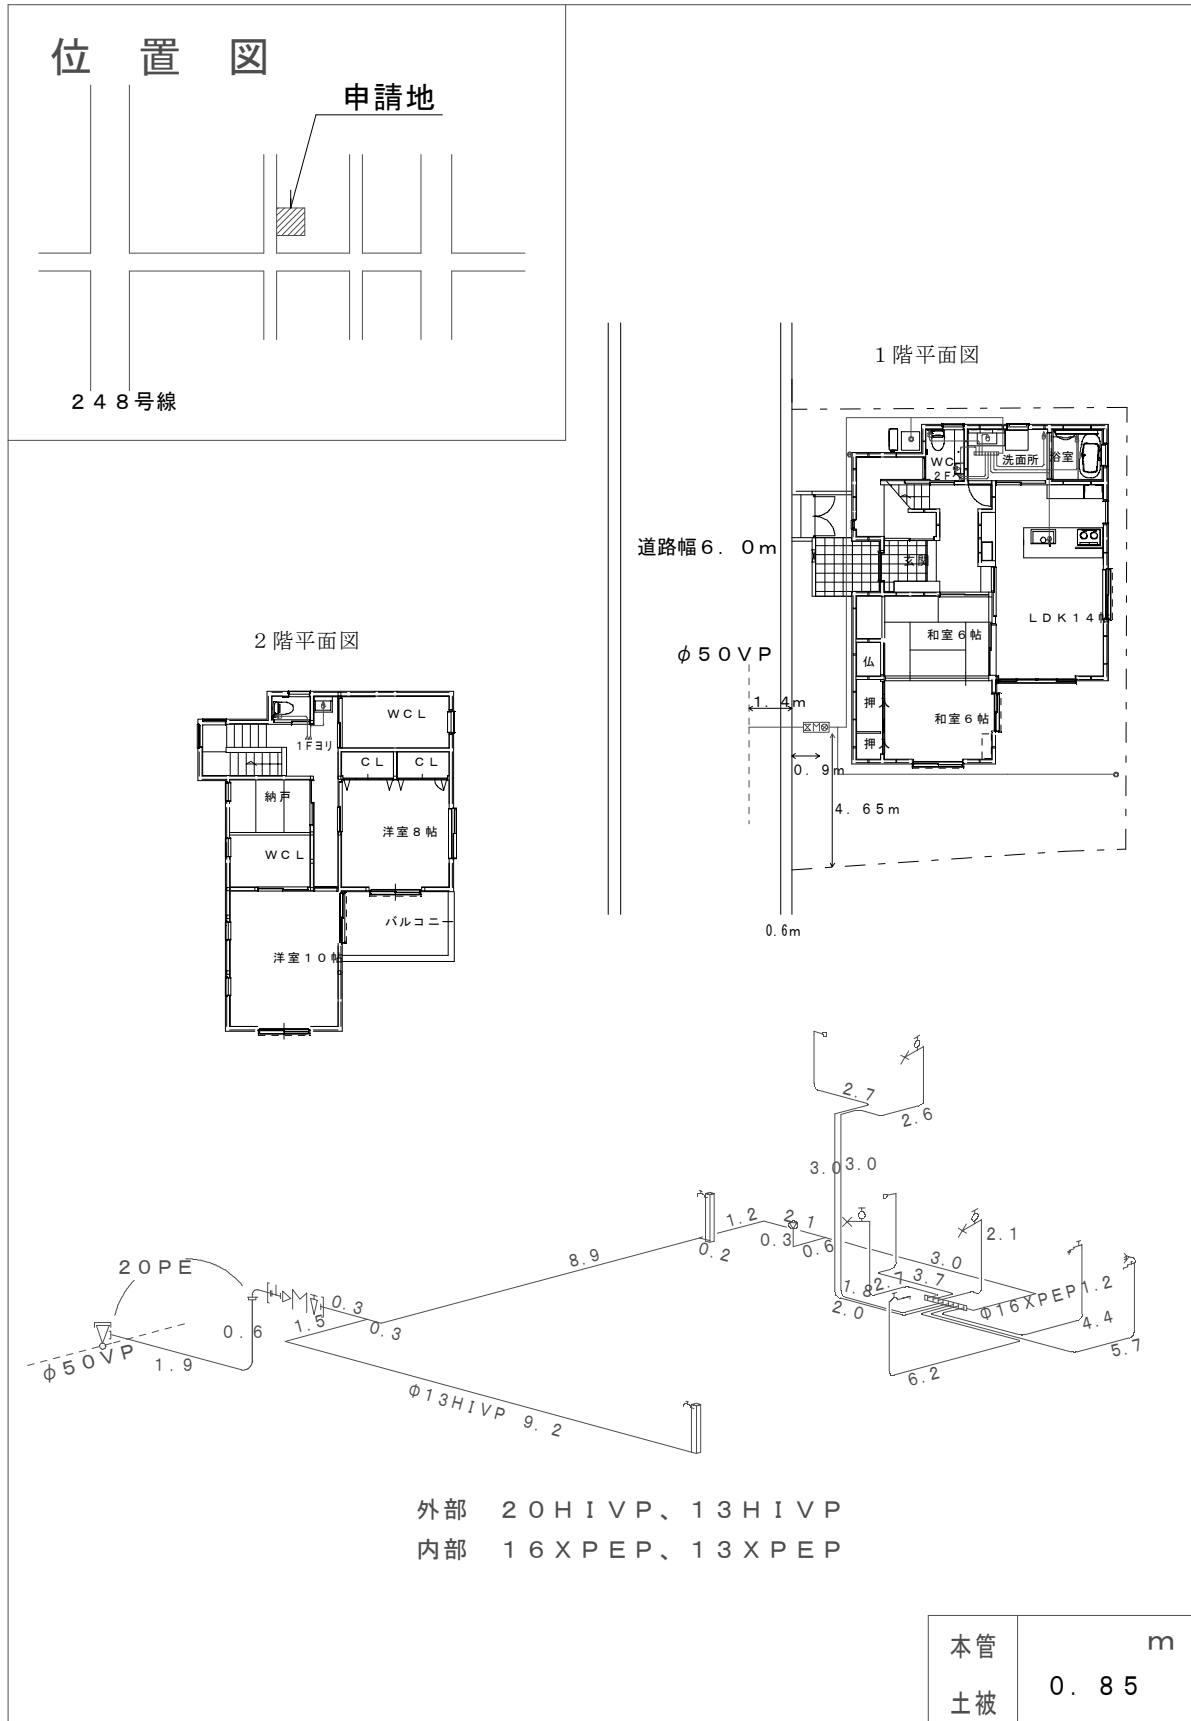 位 置 図
申請地
２４８号線
１階平面図
WC
2F
洗面所
浴室
道路幅６．０ｍ
玄関
LDK14帖
和室６帖
φ５０ＶＰ
仏
1.4m
押入
和室６帖
押入
0.9m
4.65m
0.6m
２階平面図
WCL
1Fヨリ
CL
CL
納戸
洋室８帖
WCL
バルコニー
洋室１０帖
2.7
2.6
3.0
3.0
1.2
2.1
2.1
0.2
0.3
0.6
3.0
8.9
20PE
0.3
1.8
2.7
3.7
φ16XPEP1.2
0.6
1.5
0.3
2.0
4.4
φ50VP
1.9
5.7
6.2
φ13HIVP 9.2
外部　２０ＨＩＶＰ、１３ＨＩＶＰ
内部　１６ＸＰＥＰ、１３ＸＰＥＰ
本管
ｍ
土被
０．８５